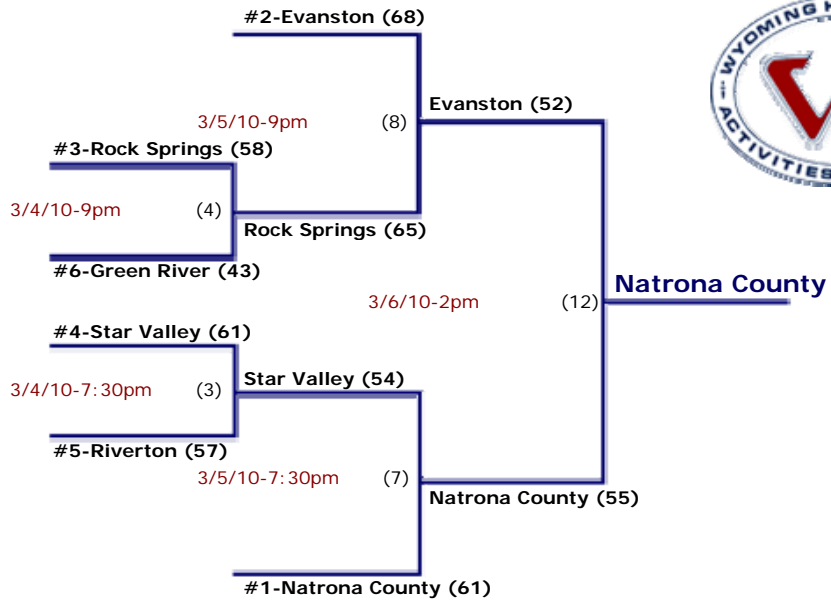 #2-Evanston (68)
WYOMING H
ACTIVITIES
3/5/10-9pm
(8)
Evanston (52)
#3-Rock Springs (58)
3/4/10-9pm
(4)
Rock Springs (65)
#6-Green River (43)
3/6/10-2pm
(12)
Natrona County
#4-Star Valley (61)
3/4/10-7:30pm
(3)
Star Valley (54)
#5-Riverton (57)
3/5/10-7:30pm
(7)
Natrona County (55)
#1-Natrona County (61)